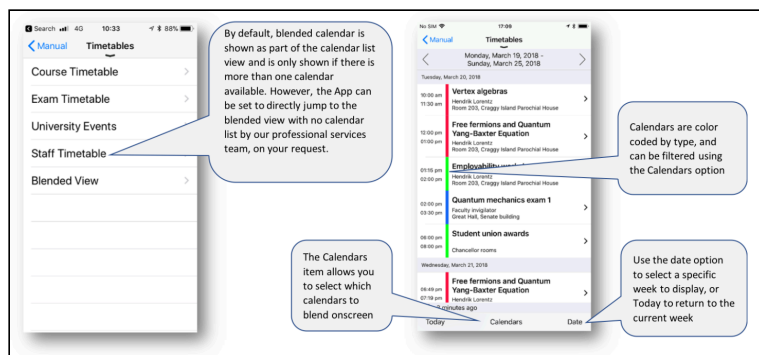 Search 4G 10:33 88%
Manual Timetables
Course Timetable
Exam Timetable
University Events
Staff Timetable
Blended View
By default, blended calendar is
shown as part of the calendar list
view and is only shown if there is
more than one calendar
available. However, the App can
be set to directly jump to the
blended view with no calendar
list by our professional services
team, on your request.
No SIM 17:09
Manual Timetables
Monday, March 19, 2018 –
Sunday, March 25, 2018
Tuesday, March 20, 2018
10:00 am Vertex algebras
11:30 am Hendrik Lorentz
Room 203, Craggy Island Parochial House
Free fermions and Quantum
12:00 pm Yang-Baxter Equation
01:00 pm Hendrik Lorentz
Room 203, Craggy Island Parochial House
01:15 pm Employability
02:00 pm Hendrik Lorentz
Room 203, Craggy Island Parochial House
Quantum mechanics exam 1
03:00 pm Faculty invigilator
03:30 pm Great Hall, Senate building
Student union awards
06:00 pm
08:00 pm Chancellor rooms
Wednesday, March 21, 2018
Free fermions and Quantum
06:49 pm Yang-Baxter Equation
07:19 pm Hendrik Lorentz
minutes ago
Today Calendars Date
Calendars are color
coded by type, and
can be filtered using
the Calendars option
The Calendars
item allows you
to select which
calendars to
blend onscreen
Use the date option
to select a specific
week to display, or
Today to return to the
current week